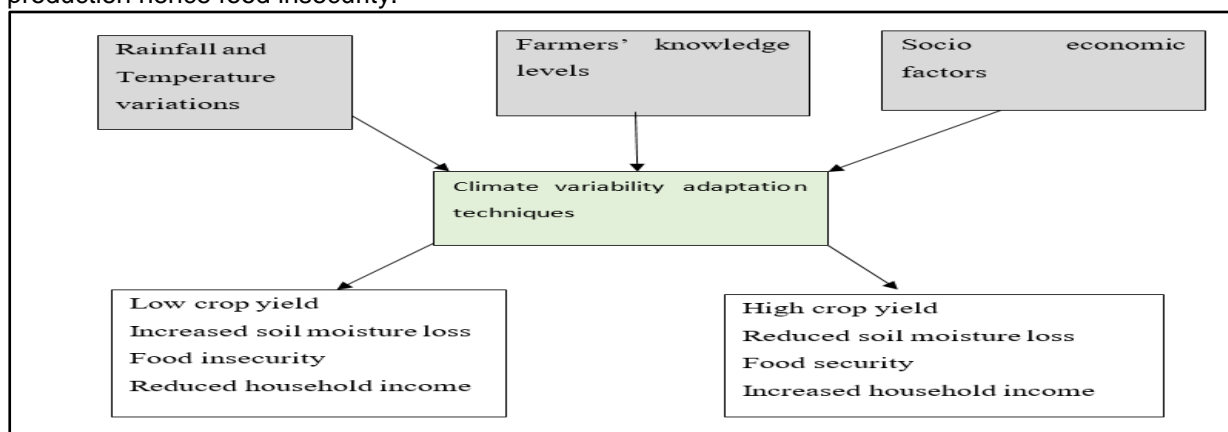 production hence food insecurity.
Rainfall and
Temperature
variations
Farmers’ knowledge
levels
Socio economic
factors
Climate variability adaptation
techniques
Low crop yield
Increased soil moisture loss
Food insecurity
Reduced household income
High crop yield
Reduced soil moisture loss
Food security
Increased household income